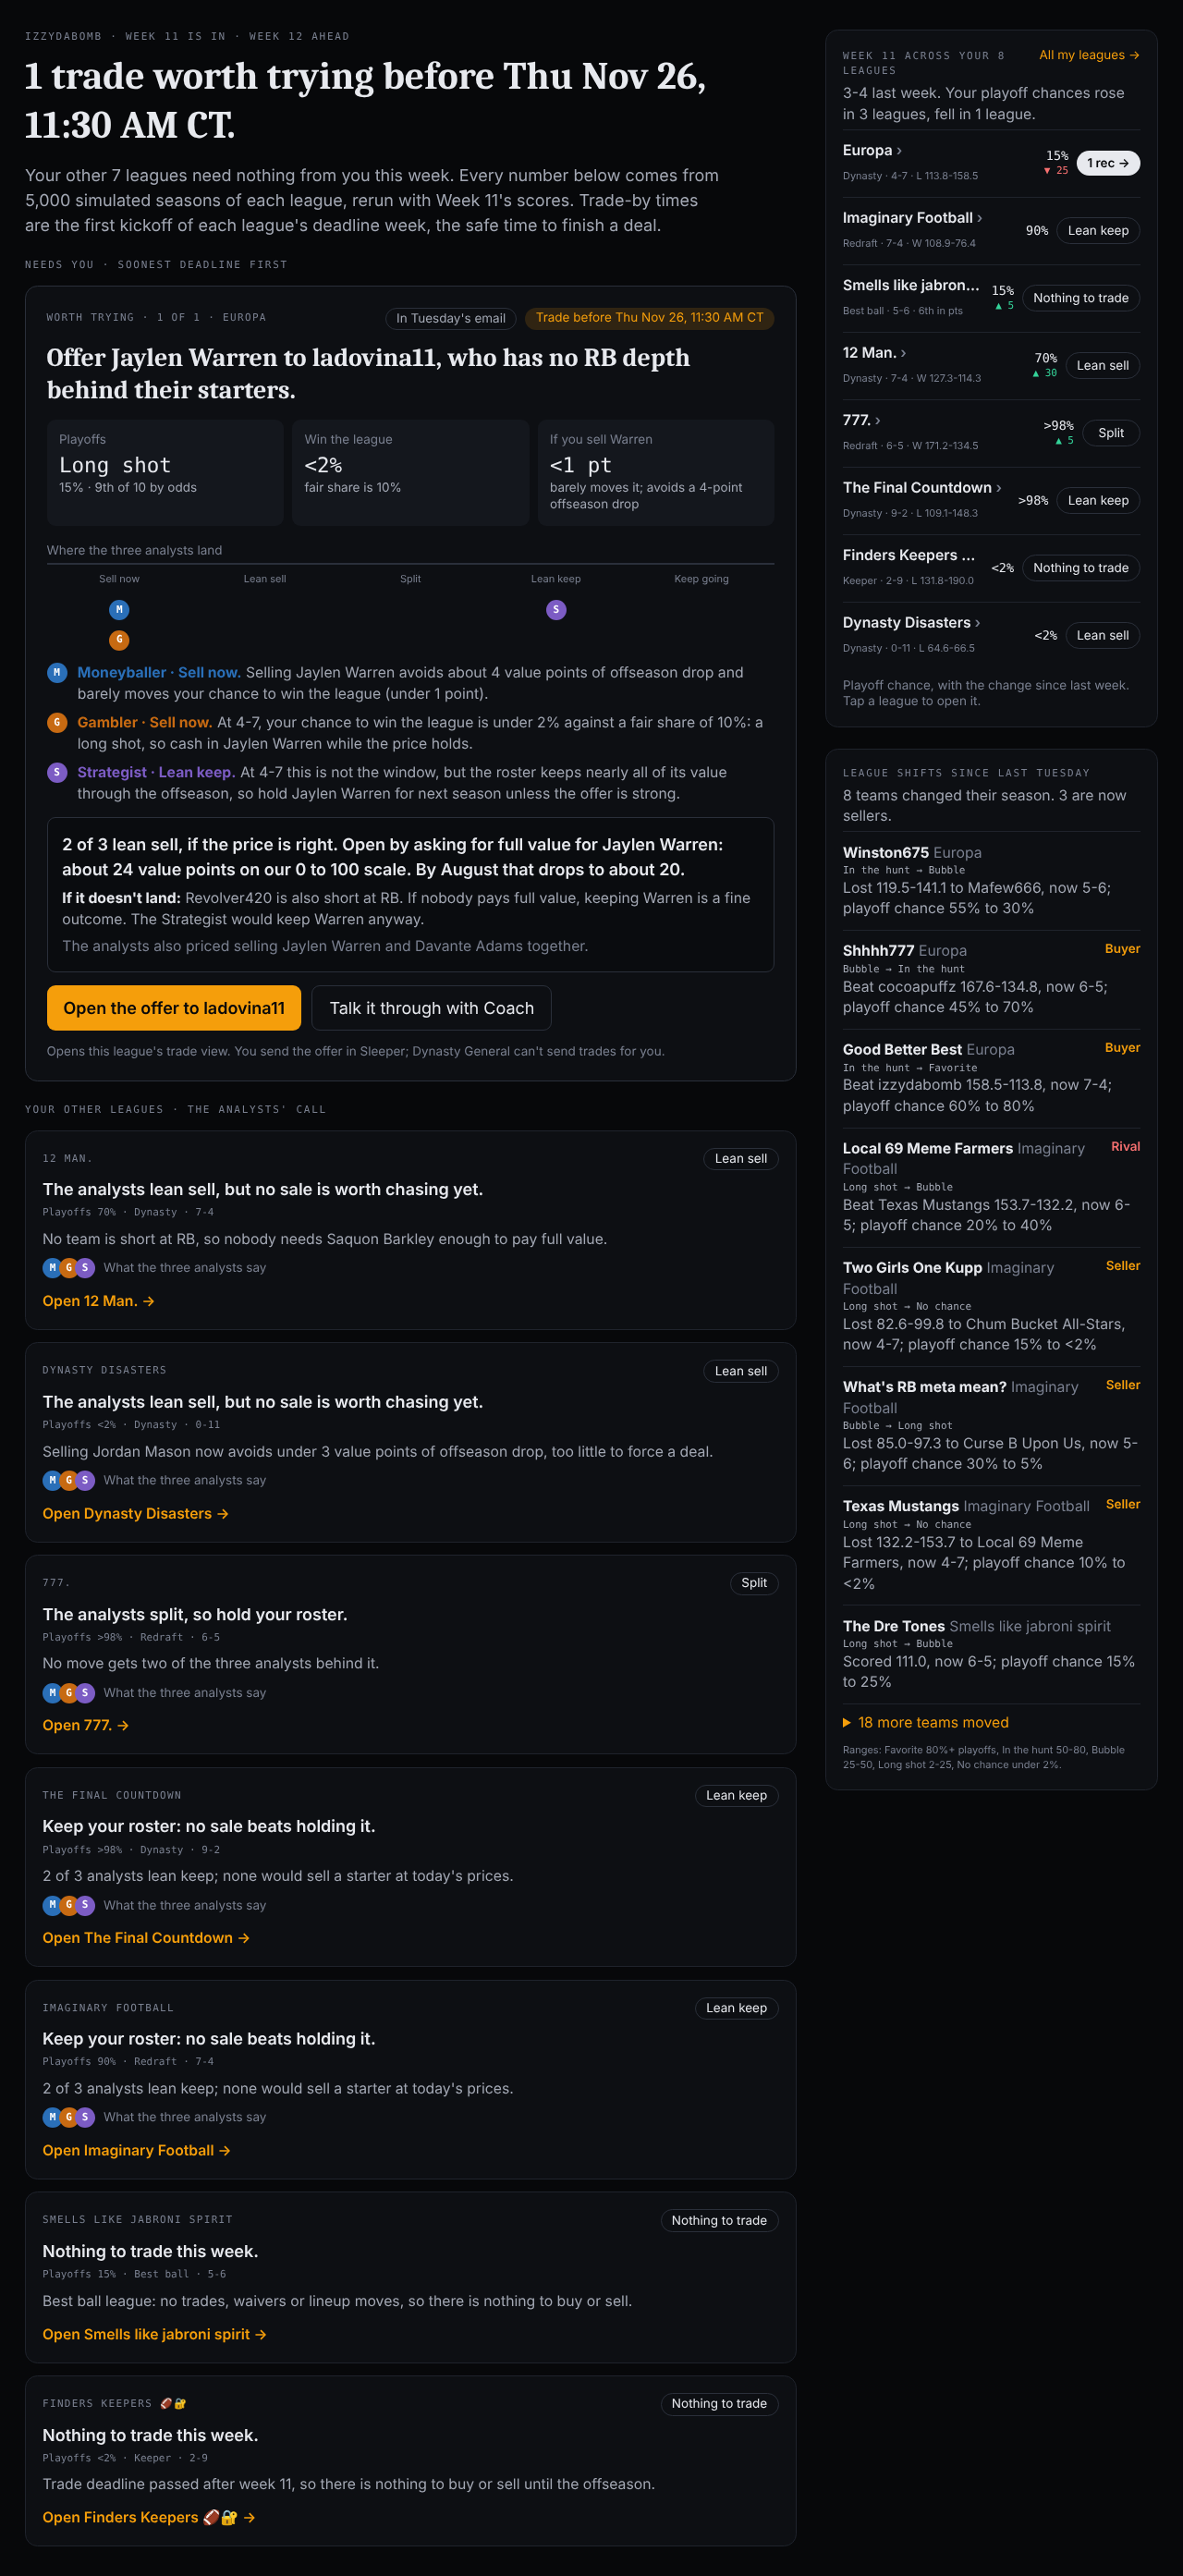 IZZYDABOMB · WEEK 11 IS IN · WEEK 12 AHEAD
1 trade worth trying before Thu Nov 26,
11:30 AM CT.
Your other 7 leagues need nothing from you this week. Every number below comes from
5,000 simulated seasons of each league, rerun with Week 11's scores. Trade-by times
are the first kickoff of each league's deadline week, the safe time to finish a deal.
NEEDS YOU · SOONEST DEADLINE FIRST
WORTH TRYING · 1 OF 1 · EUROPA
In Tuesday's email
Trade before Thu Nov 26, 11:30 AM CT
Offer Jaylen Warren to ladovina11, who has no RB depth
behind their starters.
Playoffs
Long shot
15% · 9th of 10 by odds
Win the league
<2%
fair share is 10%
If you sell Warren
<1 pt
barely moves it; avoids a 4-point
offseason drop
Where the three analysts land
Sell now
Lean sell
Split
Lean keep
Keep going
M
S
G
M Moneyballer · Sell now. Selling Jaylen Warren avoids about 4 value points of offseason drop and
barely moves your chance to win the league (under 1 point).
G Gambler · Sell now. At 4-7, your chance to win the league is under 2% against a fair share of 10%: a
long shot, so cash in Jaylen Warren while the price holds.
S Strategist · Lean keep. At 4-7 this is not the window, but the roster keeps nearly all of its value
through the offseason, so hold Jaylen Warren for next season unless the offer is strong.
2 of 3 lean sell, if the price is right. Open by asking for full value for Jaylen Warren:
about 24 value points on our 0 to 100 scale. By August that drops to about 20.
If it doesn't land: Revolver420 is also short at RB. If nobody pays full value, keeping Warren is a fine
outcome. The Strategist would keep Warren anyway.
The analysts also priced selling Jaylen Warren and Davante Adams together.
Open the offer to ladovina11
Talk it through with Coach
Opens this league's trade view. You send the offer in Sleeper; Dynasty General can't send trades for you.
YOUR OTHER LEAGUES · THE ANALYSTS' CALL
12 MAN.
Lean sell
The analysts lean sell, but no sale is worth chasing yet.
Playoffs 70% · Dynasty · 7-4
No team is short at RB, so nobody needs Saquon Barkley enough to pay full value.
M G S What the three analysts say
Open 12 Man. →
DYNASTY DISASTERS
Lean sell
The analysts lean sell, but no sale is worth chasing yet.
Playoffs <2% · Dynasty · 0-11
Selling Jordan Mason now avoids under 3 value points of offseason drop, too little to force a deal.
M G S What the three analysts say
Open Dynasty Disasters →
777.
Split
The analysts split, so hold your roster.
Playoffs >98% · Redraft · 6-5
No move gets two of the three analysts behind it.
M G S What the three analysts say
Open 777. →
THE FINAL COUNTDOWN
Lean keep
Keep your roster: no sale beats holding it.
Playoffs >98% · Dynasty · 9-2
2 of 3 analysts lean keep; none would sell a starter at today's prices.
M G S What the three analysts say
Open The Final Countdown →
IMAGINARY FOOTBALL
Lean keep
Keep your roster: no sale beats holding it.
Playoffs 90% · Redraft · 7-4
2 of 3 analysts lean keep; none would sell a starter at today's prices.
M G S What the three analysts say
Open Imaginary Football →
SMELLS LIKE JABRONI SPIRIT
Nothing to trade
Nothing to trade this week.
Playoffs 15% · Best ball · 5-6
Best ball league: no trades, waivers or lineup moves, so there is nothing to buy or sell.
Open Smells like jabroni spirit →
FINDERS KEEPERS 🏈🔐
Nothing to trade
Nothing to trade this week.
Playoffs <2% · Keeper · 2-9
Trade deadline passed after week 11, so there is nothing to buy or sell until the offseason.
Open Finders Keepers 🏈🔐 →
WEEK 11 ACROSS YOUR 8
LEAGUES
All my leagues →
3-4 last week. Your playoff chances rose
in 3 leagues, fell in 1 league.
Europa ›
Dynasty · 4-7 · L 113.8-158.5
15%
▼ 25
1 rec →
Imaginary Football ›
Redraft · 7-4 · W 108.9-76.4
90%
Lean keep
Smells like jabron...
Best ball · 5-6 · 6th in pts
15%
▲ 5
Nothing to trade
12 Man. ›
Dynasty · 7-4 · W 127.3-114.3
70%
▲ 30
Lean sell
777. ›
Redraft · 6-5 · W 171.2-134.5
>98%
▲ 5
Split
The Final Countdown ›
Dynasty · 9-2 · L 109.1-148.3
>98%
Lean keep
Finders Keepers ...
Keeper · 2-9 · L 131.8-190.0
<2%
Nothing to trade
Dynasty Disasters ›
Dynasty · 0-11 · L 64.6-66.5
<2%
Lean sell
Playoff chance, with the change since last week.
Tap a league to open it.
LEAGUE SHIFTS SINCE LAST TUESDAY
8 teams changed their season. 3 are now
sellers.
Winston675 Europa
In the hunt → Bubble
Lost 119.5-141.1 to Mafew666, now 5-6;
playoff chance 55% to 30%
Shhhh777 Europa
Buyer
Bubble → In the hunt
Beat cocoapuffz 167.6-134.8, now 6-5;
playoff chance 45% to 70%
Good Better Best Europa
Buyer
In the hunt → Favorite
Beat izzydabomb 158.5-113.8, now 7-4;
playoff chance 60% to 80%
Local 69 Meme Farmers Imaginary
Football
Rival
Long shot → Bubble
Beat Texas Mustangs 153.7-132.2, now 6-
5; playoff chance 20% to 40%
Two Girls One Kupp Imaginary
Football
Seller
Long shot → No chance
Lost 82.6-99.8 to Chum Bucket All-Stars,
now 4-7; playoff chance 15% to <2%
What's RB meta mean? Imaginary
Football
Seller
Bubble → Long shot
Lost 85.0-97.3 to Curse B Upon Us, now 5-
6; playoff chance 30% to 5%
Texas Mustangs Imaginary Football
Seller
Long shot → No chance
Lost 132.2-153.7 to Local 69 Meme
Farmers, now 4-7; playoff chance 10% to
<2%
The Dre Tones Smells like jabroni spirit
Long shot → Bubble
Scored 111.0, now 6-5; playoff chance 15%
to 25%
▶ 18 more teams moved
Ranges: Favorite 80%+ playoffs, In the hunt 50-80, Bubble
25-50, Long shot 2-25, No chance under 2%.